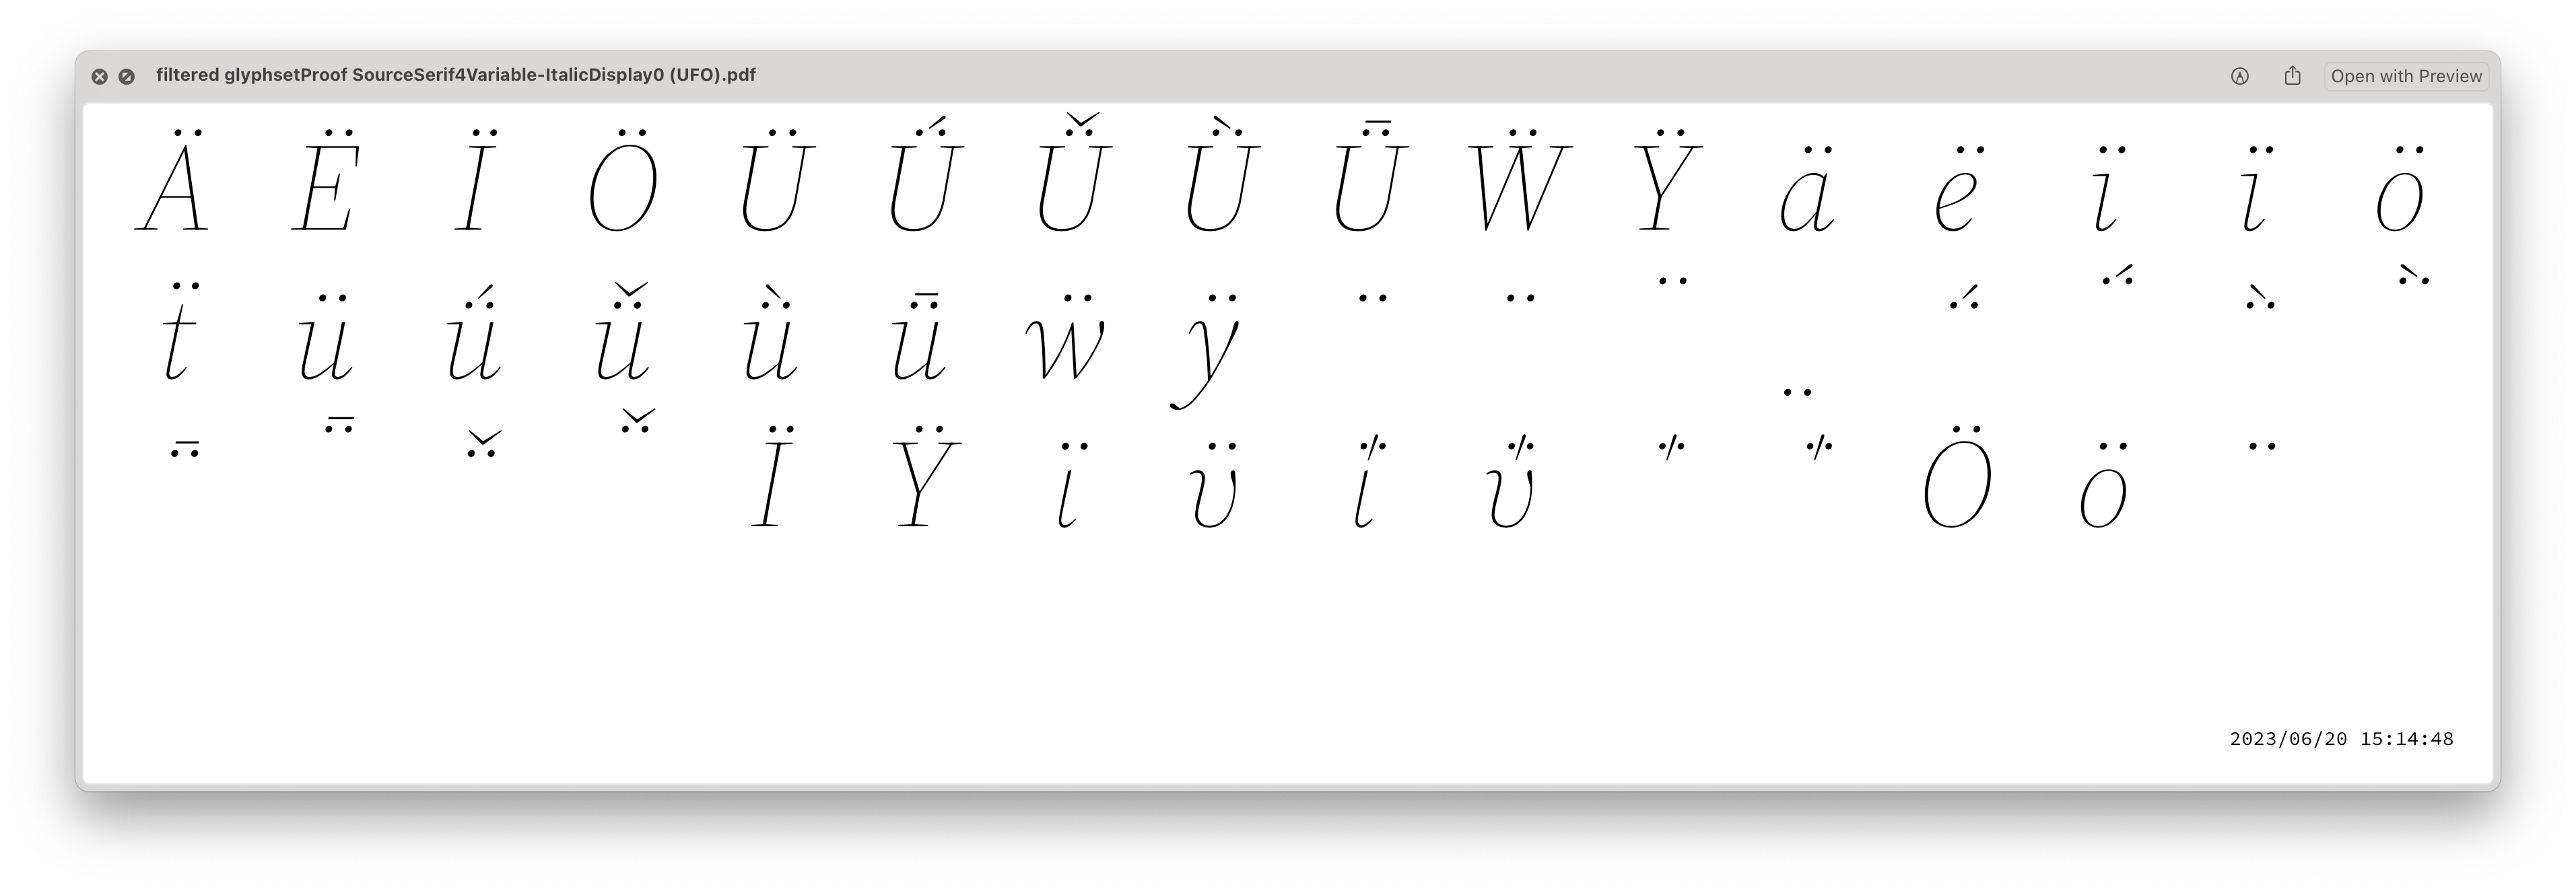 filtered glyphsetProof SourceSerif4Variable-ItalicDisplay0 (UFO).pdf
Open with Preview
Ä Ë Ï Ö Ü Ǘ Ǚ Ǜ Ǖ Ẅ Ÿ ä ë ï ï ö
ẗ ü ǘ ǚ ǜ ǖ ẅ ÿ ¨ ¨ ¨ ̤ ̈́ ̈́ ̈̀ ̈̀
̈̄ ̈̄ ̈̌ ̈̌ Ϊ Ϋ ϊ ϋ ΐ ΰ ΅ ΅ Ӧ ӧ ¨
2023/06/20 15:14:48